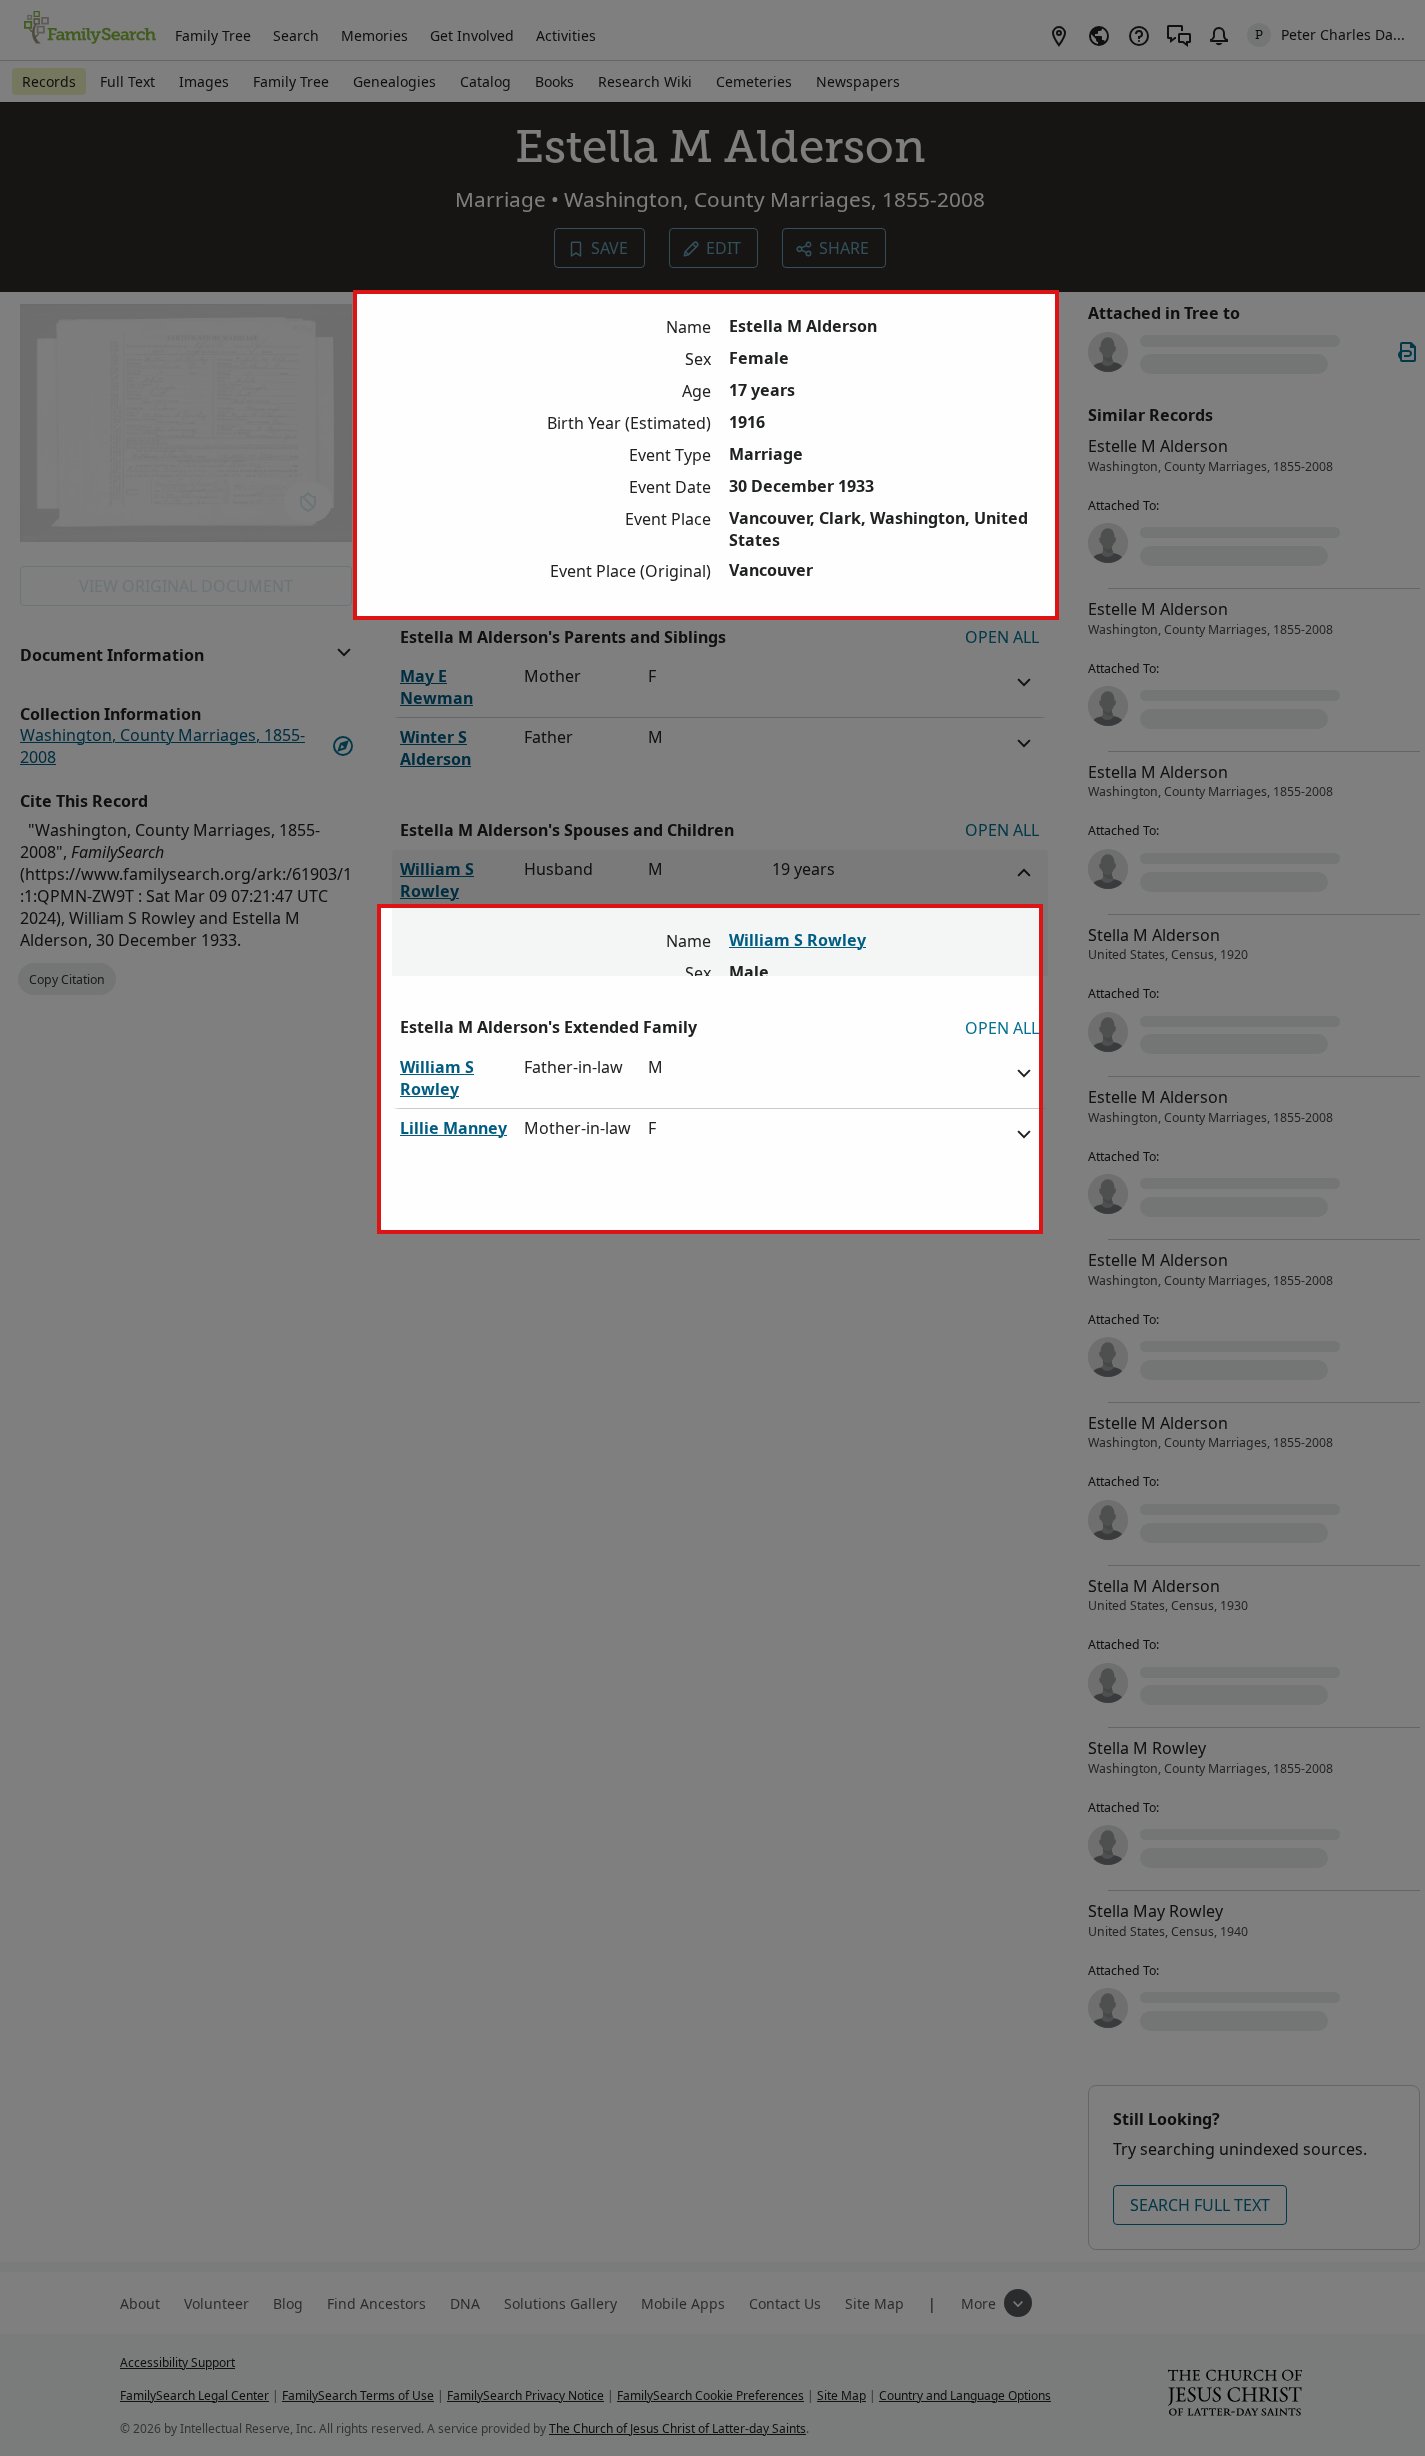 FamilySearch Family Tree Search Memories Get Involved Activities P Peter Charles Da...
Records Full Text Images Family Tree Genealogies Catalog Books Research Wiki Cemeteries Newspapers
Estella M Alderson
Marriage • Washington, County Marriages, 1855-2008
SAVE EDIT SHARE
VIEW ORIGINAL DOCUMENT
Document Information
Collection Information
Washington, County Marriages, 1855-
2008
Cite This Record
"Washington, County Marriages, 1855-
2008", FamilySearch
(https://www.familysearch.org/ark:/61903/1
:1:QPMN-ZW9T : Sat Mar 09 07:21:47 UTC
2024), William S Rowley and Estella M
Alderson, 30 December 1933.
Copy Citation
Name Estella M Alderson
Sex Female
Age 17 years
Birth Year (Estimated) 1916
Event Type Marriage
Event Date 30 December 1933
Event Place Vancouver, Clark, Washington, United
States
Event Place (Original) Vancouver
Estella M Alderson's Parents and Siblings OPEN ALL
May E Mother F
Newman
Winter S Father M
Alderson
Estella M Alderson's Spouses and Children OPEN ALL
William S Husband M 19 years
Rowley
Name William S Rowley
Sex Male
Estella M Alderson's Extended Family OPEN ALL
William S Father-in-law M
Rowley
Lillie Manney Mother-in-law F
Attached in Tree to
Similar Records
Estelle M Alderson
Washington, County Marriages, 1855-2008
Attached To:
Estelle M Alderson
Washington, County Marriages, 1855-2008
Attached To:
Estella M Alderson
Washington, County Marriages, 1855-2008
Attached To:
Stella M Alderson
United States, Census, 1920
Attached To:
Estelle M Alderson
Washington, County Marriages, 1855-2008
Attached To:
Estelle M Alderson
Washington, County Marriages, 1855-2008
Attached To:
Estelle M Alderson
Washington, County Marriages, 1855-2008
Attached To:
Stella M Alderson
United States, Census, 1930
Attached To:
Stella M Rowley
Washington, County Marriages, 1855-2008
Attached To:
Stella May Rowley
United States, Census, 1940
Attached To:
Still Looking?
Try searching unindexed sources.
SEARCH FULL TEXT
About Volunteer Blog Find Ancestors DNA Solutions Gallery Mobile Apps Contact Us Site Map | More
Accessibility Support
FamilySearch Legal Center | FamilySearch Terms of Use | FamilySearch Privacy Notice | FamilySearch Cookie Preferences | Site Map | Country and Language Options
© 2026 by Intellectual Reserve, Inc. All rights reserved. A service provided by The Church of Jesus Christ of Latter-day Saints.
THE CHURCH OF
JESUS CHRIST
OF LATTER-DAY SAINTS